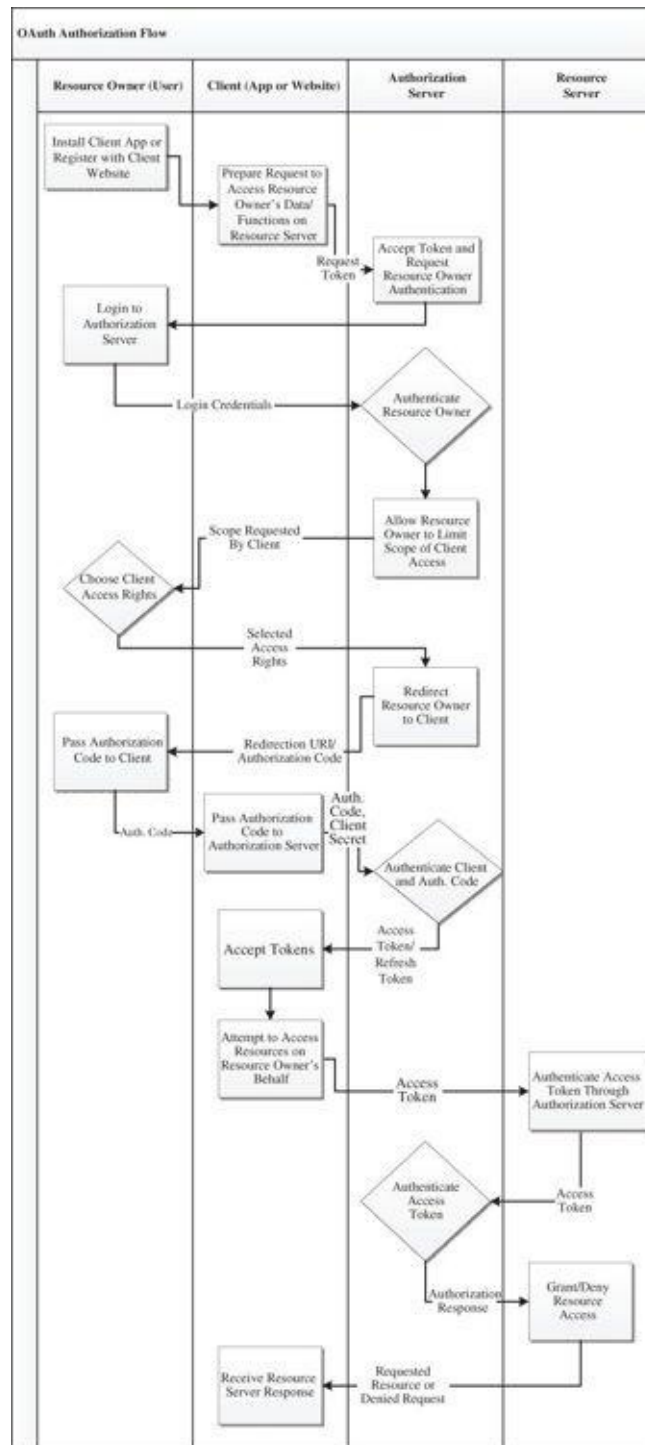 OAuth Authorization Flow
Resource Owner (User)
Client (App or Website)
Authorization
Server
Resource
Server
Install Client App or
Register with Client
Website
Prepare Request to
Access Resource
Owner's Data/
Functions on
Resource Server
Request
Token
Accept Token and
Request
Resource Owner
Authentication
Login to
Authorization
Server
Login Credentials
Authenticate
Resource Owner
Allow Resource
Owner to Limit
Scope of Client
Access
Scope Requested
By Client
Choose Client
Access Rights
Selected
Access
Rights
Redirect
Resource Owner
to Client
Redirection URI/
Authorization Code
Pass Authorization
Code to Client
Auth. Code
Pass Authorization
Code to
Authorization Server
Auth.
Code,
Client
Secret
Authenticate Client
and Auth. Code
Access
Token/
Refresh
Token
Accept Tokens
Attempt to Access
Resources on
Resource Owner's
Behalf
Access
Token
Authenticate Access
Token Through
Authorization Server
Access
Token
Authenticate
Access
Token
Authorization
Response
Grant/Deny
Resource
Access
Requested
Resource or
Denied Request
Receive Resource
Server Response